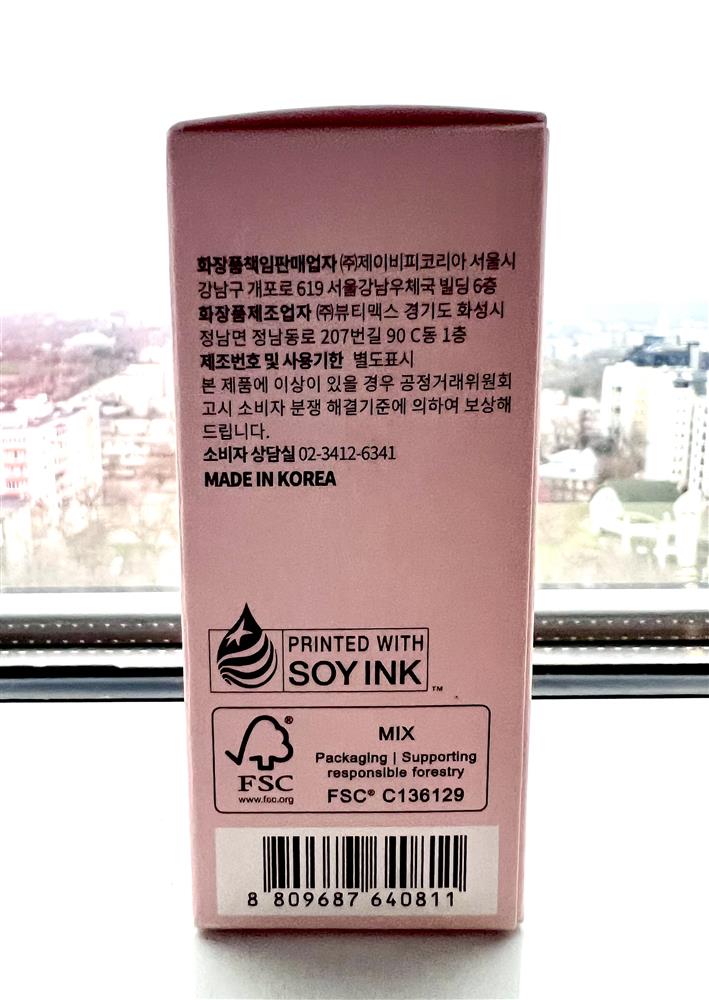 화장품책임판매업자 ㈜제이비피코리아 서울시
강남구 개포로 619 서울강남우체국 빌딩 6층
화장품제조업자 ㈜뷰티맥스 경기도 화성시
정남면 정남동로 207번길 90 C동 1층
제조번호 및 사용기한 별도표시
본 제품에 이상이 있을 경우 공정거래위원회
고시 소비자 분쟁 해결기준에 의하여 보상해
드립니다.
소비자 상담실 02-3412-6341
MADE IN KOREA
PRINTED WITH
SOY INK ™
FSC ®
www.fsc.org
MIX
Packaging | Supporting
responsible forestry
FSC® C136129
8 809687 640811